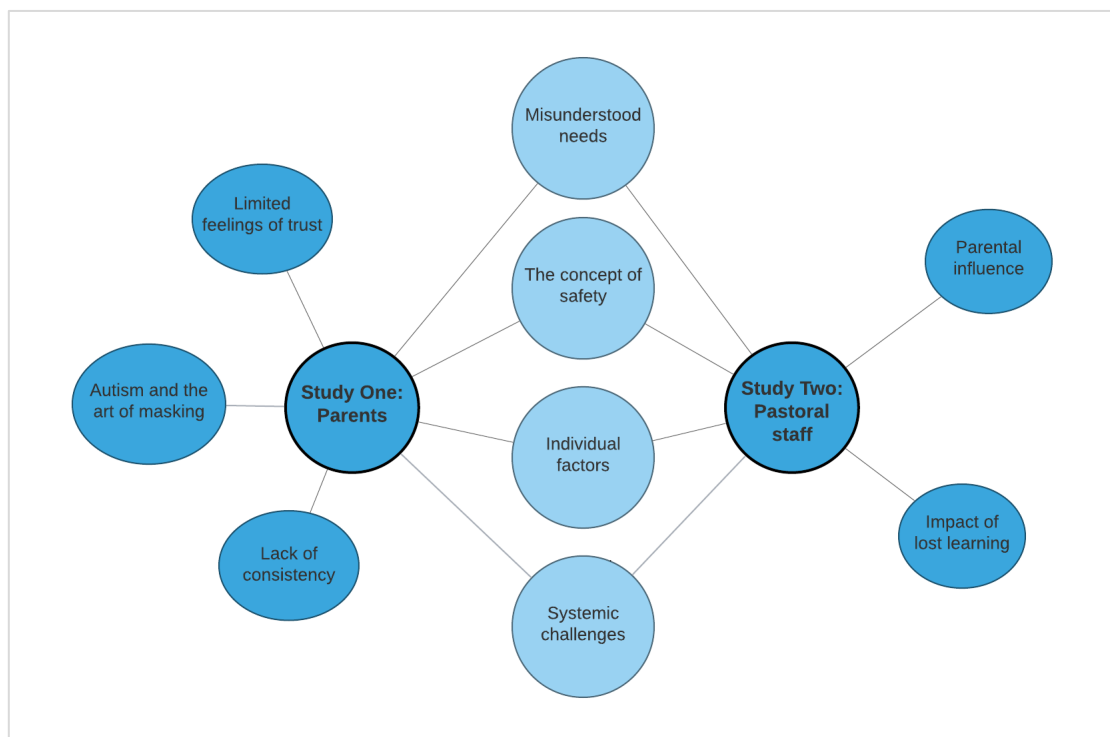 Misunderstood
needs
Limited
feelings of trust
The concept of
safety
Parental
influence
Autism and the
art of masking
Study One:
Parents
Study Two:
Pastoral
staff
Individual
factors
Lack of
consistency
Impact of
lost learning
Systemic
challenges